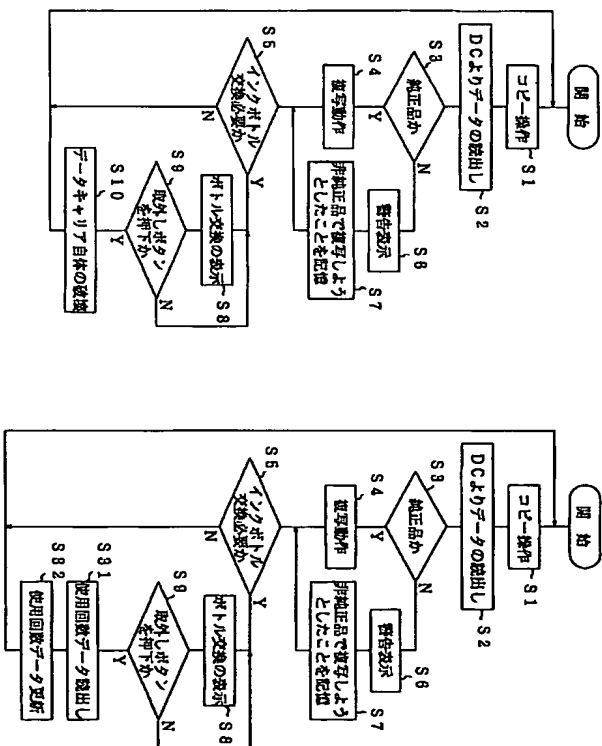 開始
コピー操作
S1
DCよりデータの読出し
S2
純正品か
S3
Y
N
複写動作
S4
警告表示
S6
非純正品で複写しよう
としたことを記憶
S7
インクボトル
交換必要か
S5
Y
N
ボトル交換の表示
S8
取外しボタン
を押下か
S9
Y
N
データキャリア自体の破壊
S10
開始
コピー操作
S1
DCよりデータの読出し
S2
純正品か
S3
Y
N
複写動作
S4
警告表示
S6
非純正品で複写しよう
としたことを記憶
S7
インクボトル
交換必要か
S5
Y
N
ボトル交換の表示
S8
取外しボタン
を押下か
S9
Y
N
使用回数データ読出し
S81
使用回数データ更新
S82